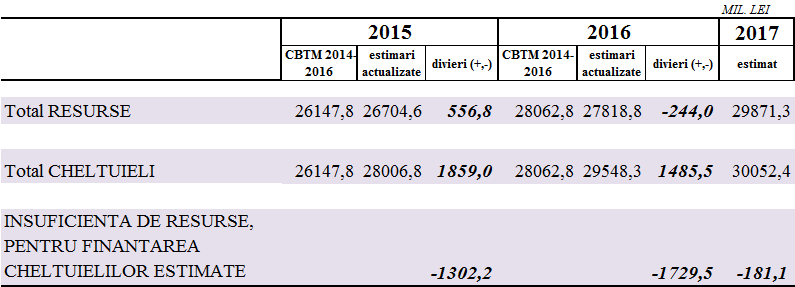 MIL. LEI
2015 2016 2017
CBTM 2014-2016 estimari actualizate divieri (+,-) CBTM 2014-2016 estimari actualizate divieri (+,-) estimat
Total RESURSE 26147,8 26704,6 556,8 28062,8 27818,8 -244,0 29871,3
Total CHELTUIELI 26147,8 28006,8 1859,0 28062,8 29548,3 1485,5 30052,4
INSUFICIENTA DE RESURSE,
PENTRU FINANTAREA
CHELTUIELILOR ESTIMATE -1302,2 -1729,5 -181,1